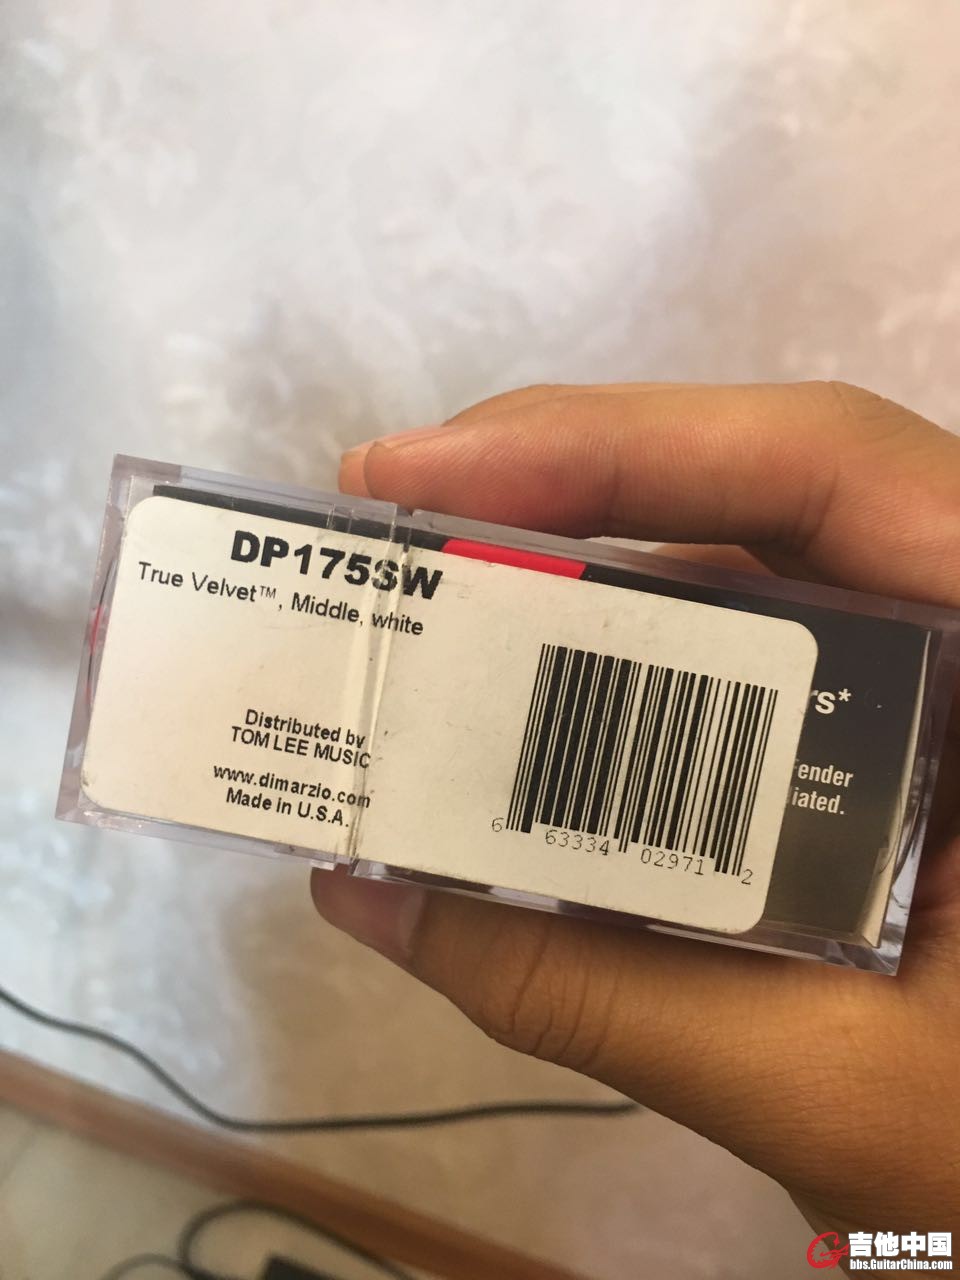 DP175SW
True Velvet™, Middle, white
Distributed by
TOM LEE MUSIC
www.dimarzio.com
Made in U.S.A.
6 63334 02971 2
rs*
Fender
iated.
吉他中国
bbs.GuitarChina.com